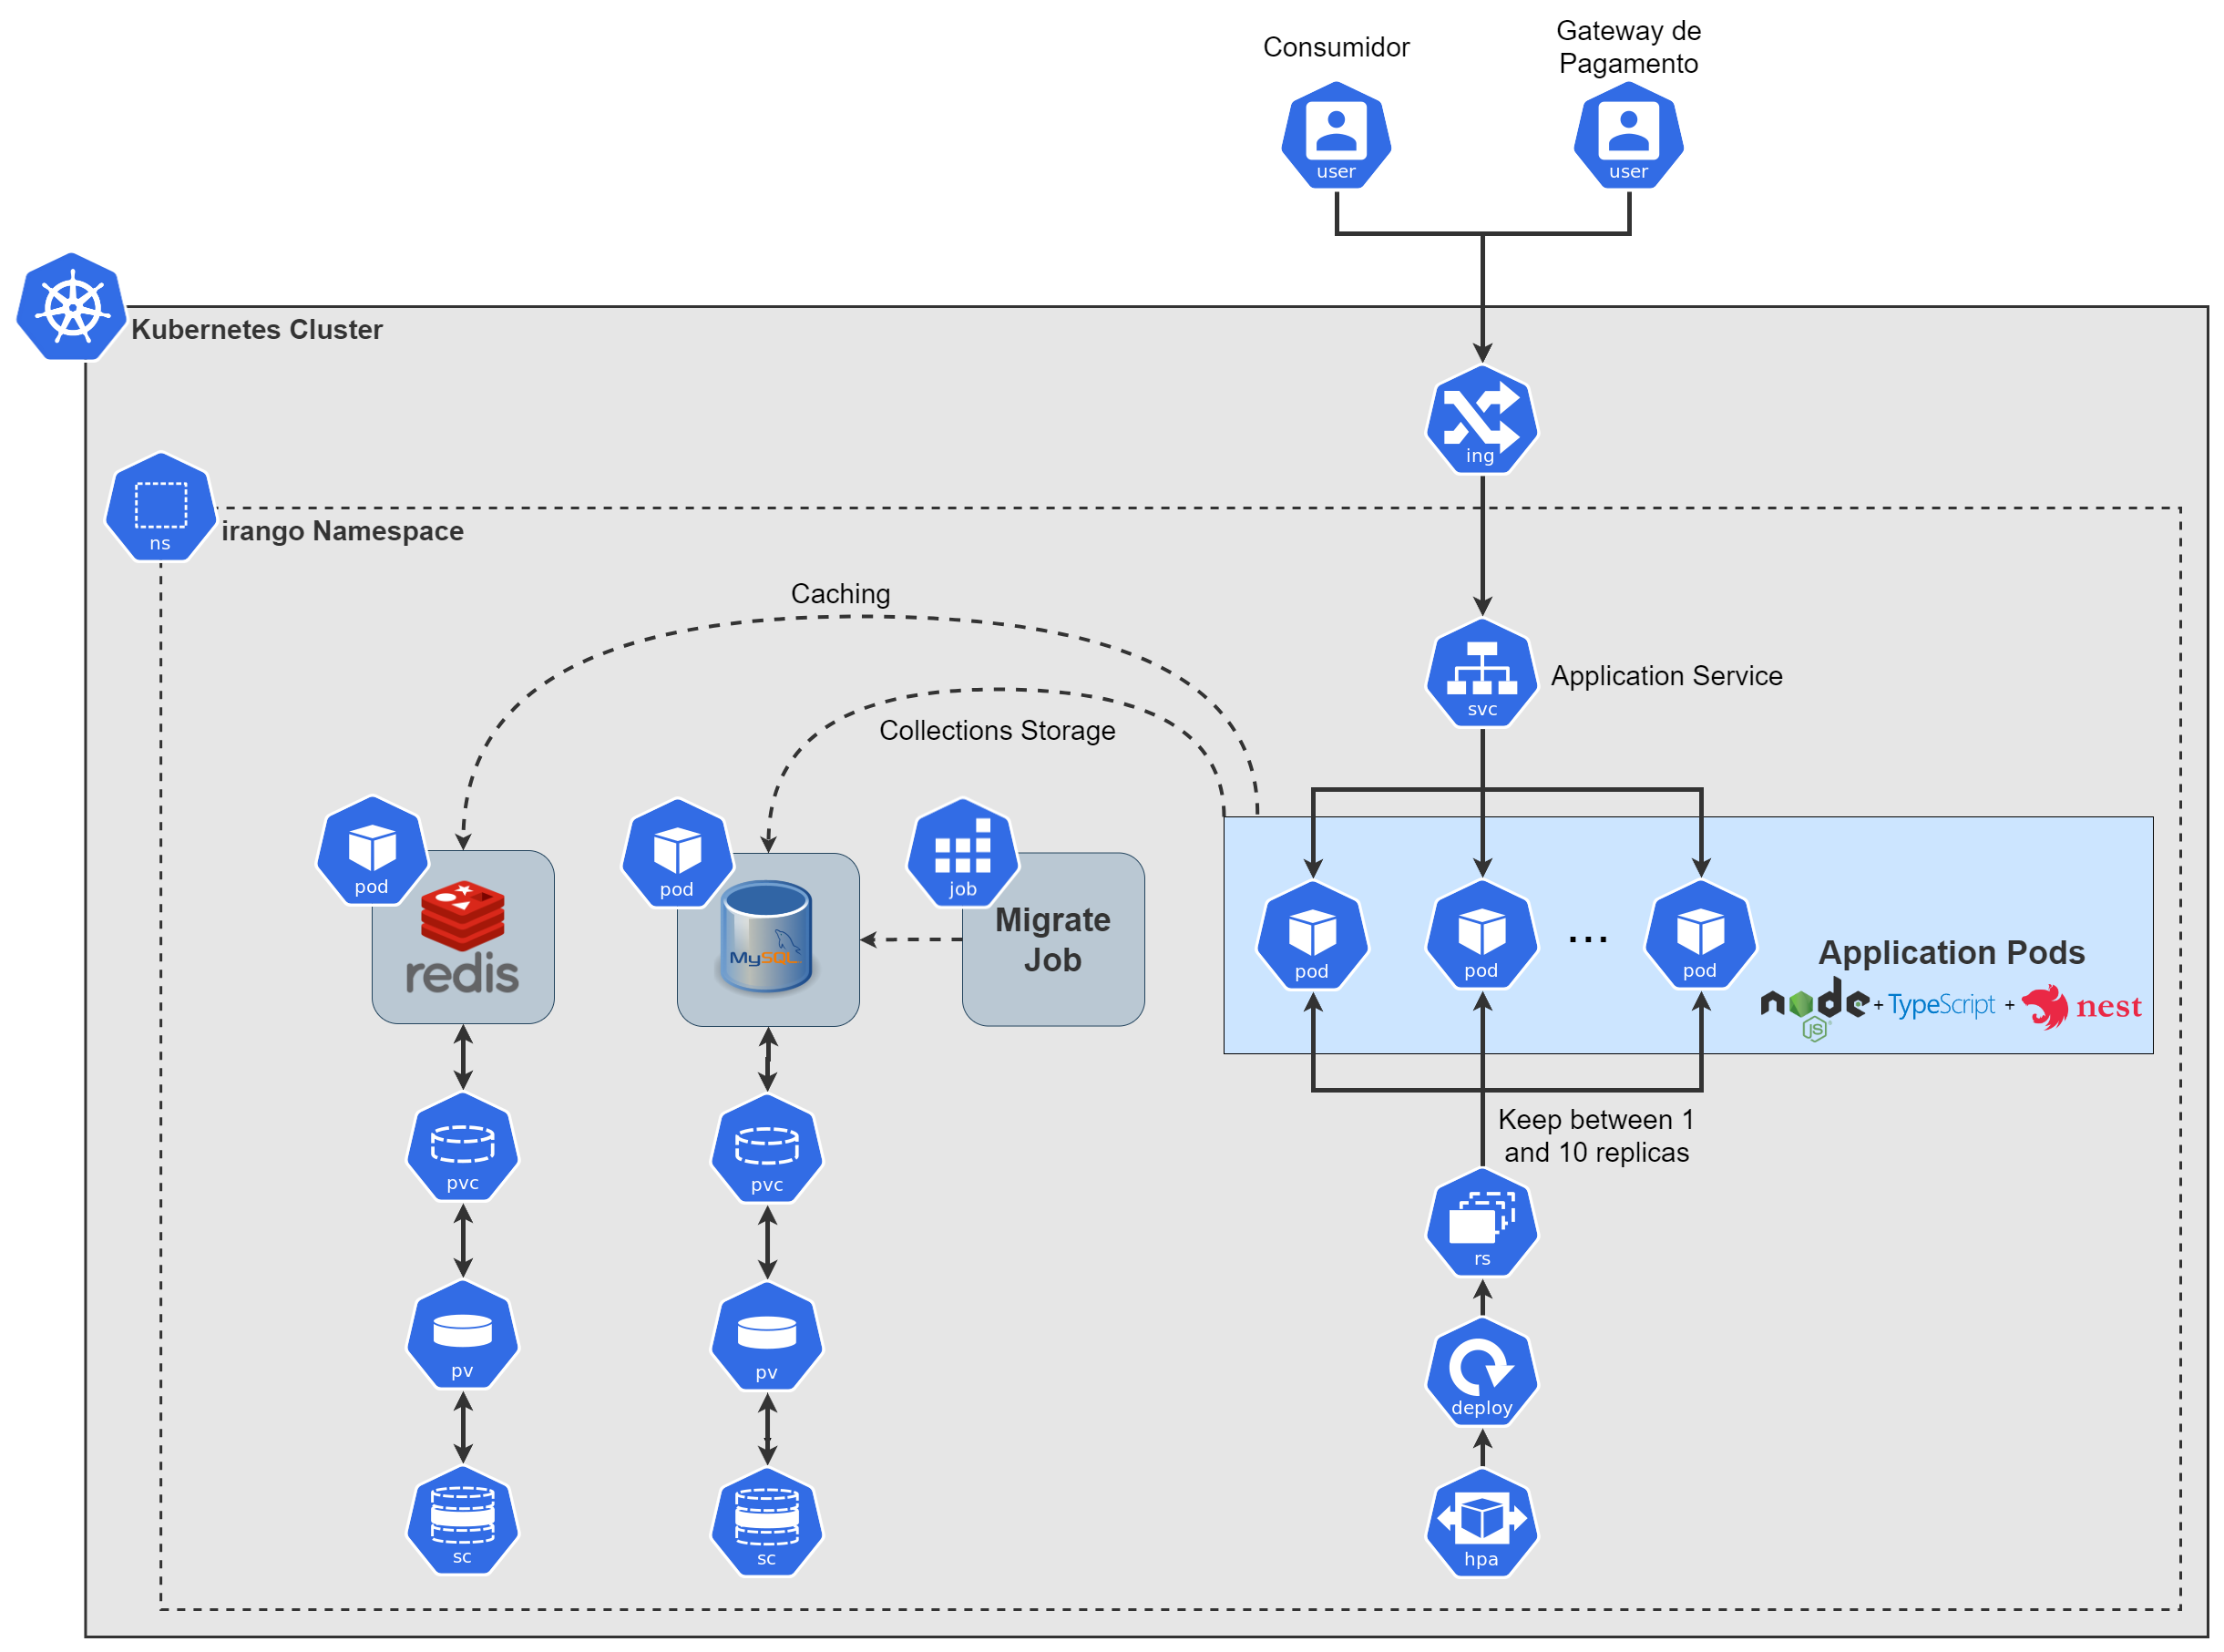 Consumidor
Gateway de
Pagamento
user
user
Kubernetes Cluster
ing
ns
irango Namespace
Caching
svc
Application Service
Collections Storage
pod
pod
job
redis
MySQL
Migrate
Job
pod
pod
...
pod
Application Pods
node
JS
+
TypeScript
+
nest
Keep between 1
and 10 replicas
pvc
pvc
rs
pv
pv
deploy
sc
sc
hpa